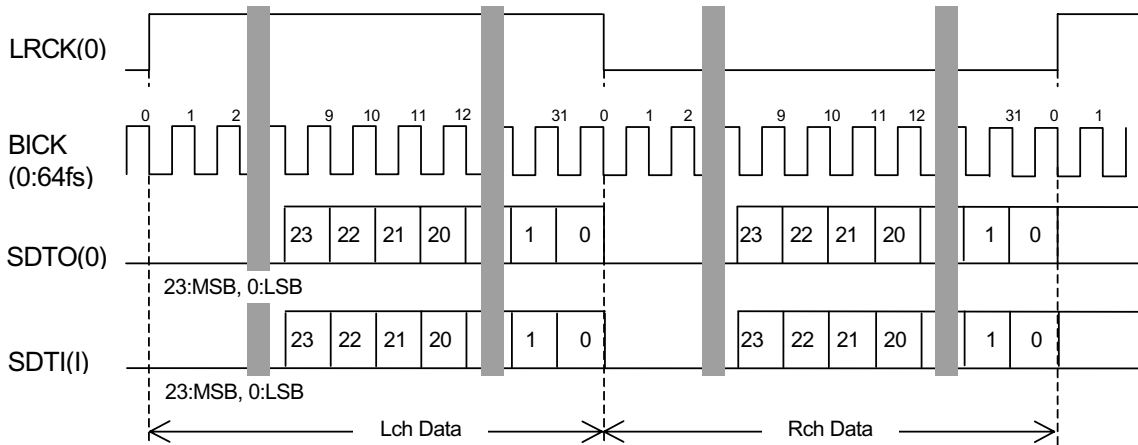 LRCK(0)
0 1 2 9 10 11 12 31 0 1 2 9 10 11 12 31 0 1
BICK
(0:64fs)
23 22 21 20 1 0 23 22 21 20 1 0
SDTO(0)
23:MSB, 0:LSB
23 22 21 20 1 0 23 22 21 20 1 0
SDTI(I)
23:MSB, 0:LSB
Lch Data Rch Data